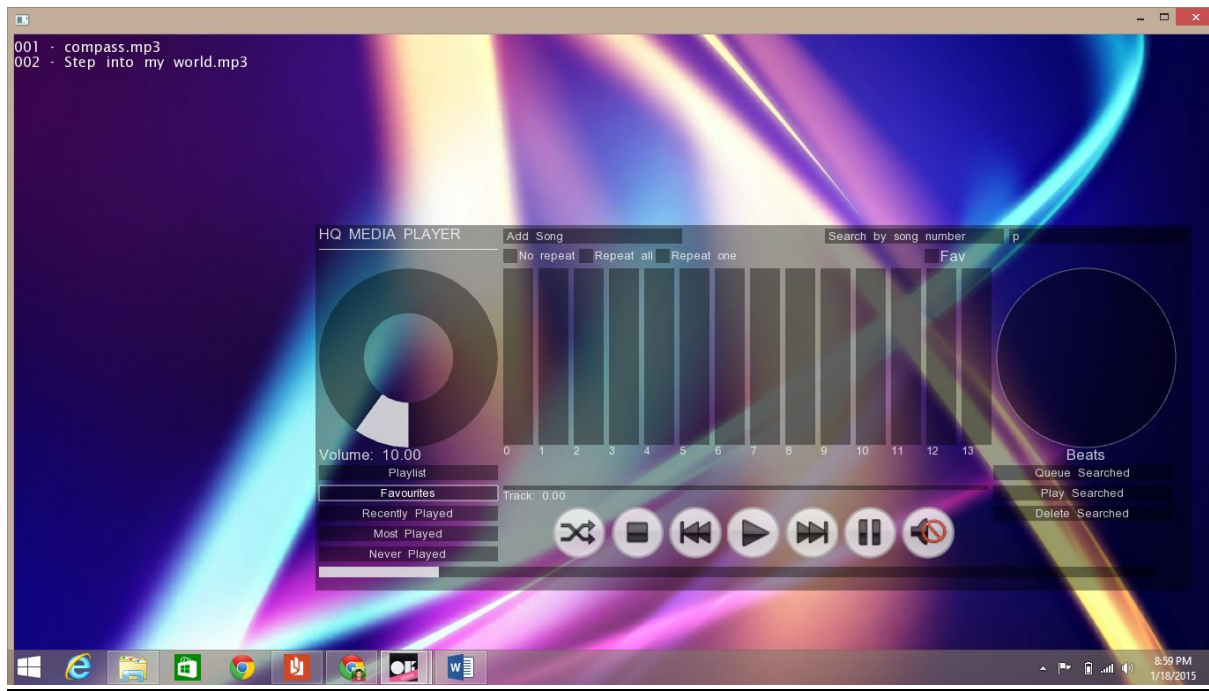 001 - compass.mp3
002 - Step into my world.mp3
HQ MEDIA PLAYER
Add Song
Search by song number
p
No repeat Repeat all Repeat one
Fav
0 1 2 3 4 5 6 7 8 9 10 11 12 13
Volume: 10.00
Beats
Playlist
Queue Searched
Favourites
Track: 0.00
Play Searched
Recently Played
Delete Searched
Most Played
Never Played
8:59 PM
1/18/2015